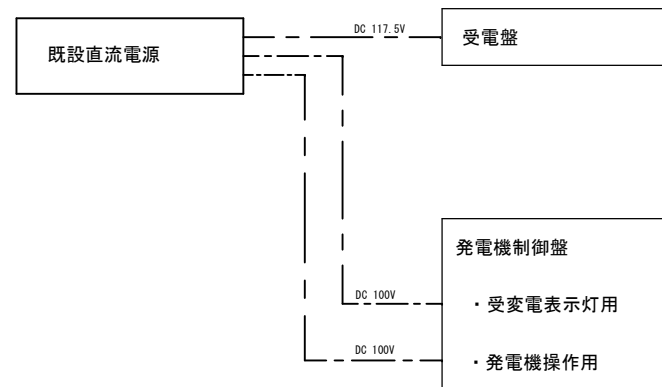 DC 117.5V
既設直流電源
受電盤
発電機制御盤
DC 100V
・受変電表示灯用
DC 100V
・発電機操作用